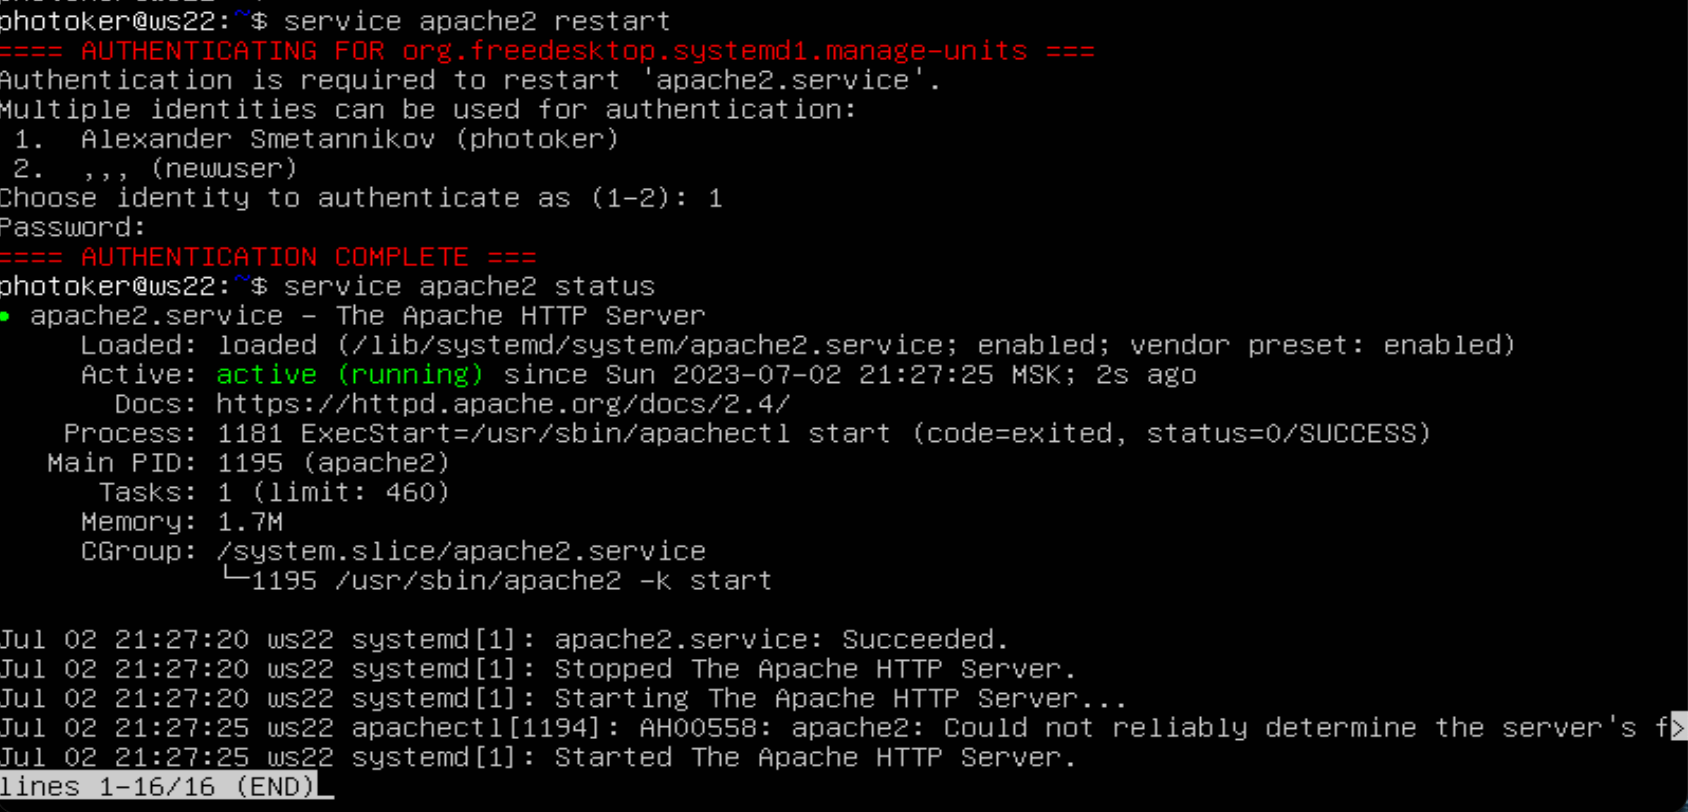 photoker@ws22:~$ service apache2 restart
==== AUTHENTICATING FOR org.freedesktop.systemd1.manage-units ===
Authentication is required to restart 'apache2.service'.
Multiple identities can be used for authentication:
 1.  Alexander Smetannikov (photoker)
 2.  ,,, (newuser)
Choose identity to authenticate as (1-2): 1
Password:
==== AUTHENTICATION COMPLETE ===
photoker@ws22:~$ service apache2 status
• apache2.service - The Apache HTTP Server
     Loaded: loaded (/lib/systemd/system/apache2.service; enabled; vendor preset: enabled)
     Active: active (running) since Sun 2023-07-02 21:27:25 MSK; 2s ago
       Docs: https://httpd.apache.org/docs/2.4/
    Process: 1181 ExecStart=/usr/sbin/apachectl start (code=exited, status=0/SUCCESS)
   Main PID: 1195 (apache2)
      Tasks: 1 (limit: 460)
     Memory: 1.7M
     CGroup: /system.slice/apache2.service
             └─1195 /usr/sbin/apache2 -k start
Jul 02 21:27:20 ws22 systemd[1]: apache2.service: Succeeded.
Jul 02 21:27:20 ws22 systemd[1]: Stopped The Apache HTTP Server.
Jul 02 21:27:20 ws22 systemd[1]: Starting The Apache HTTP Server...
Jul 02 21:27:25 ws22 apachectl[1194]: AH00558: apache2: Could not reliably determine the server's f>
Jul 02 21:27:25 ws22 systemd[1]: Started The Apache HTTP Server.
lines 1-16/16 (END)